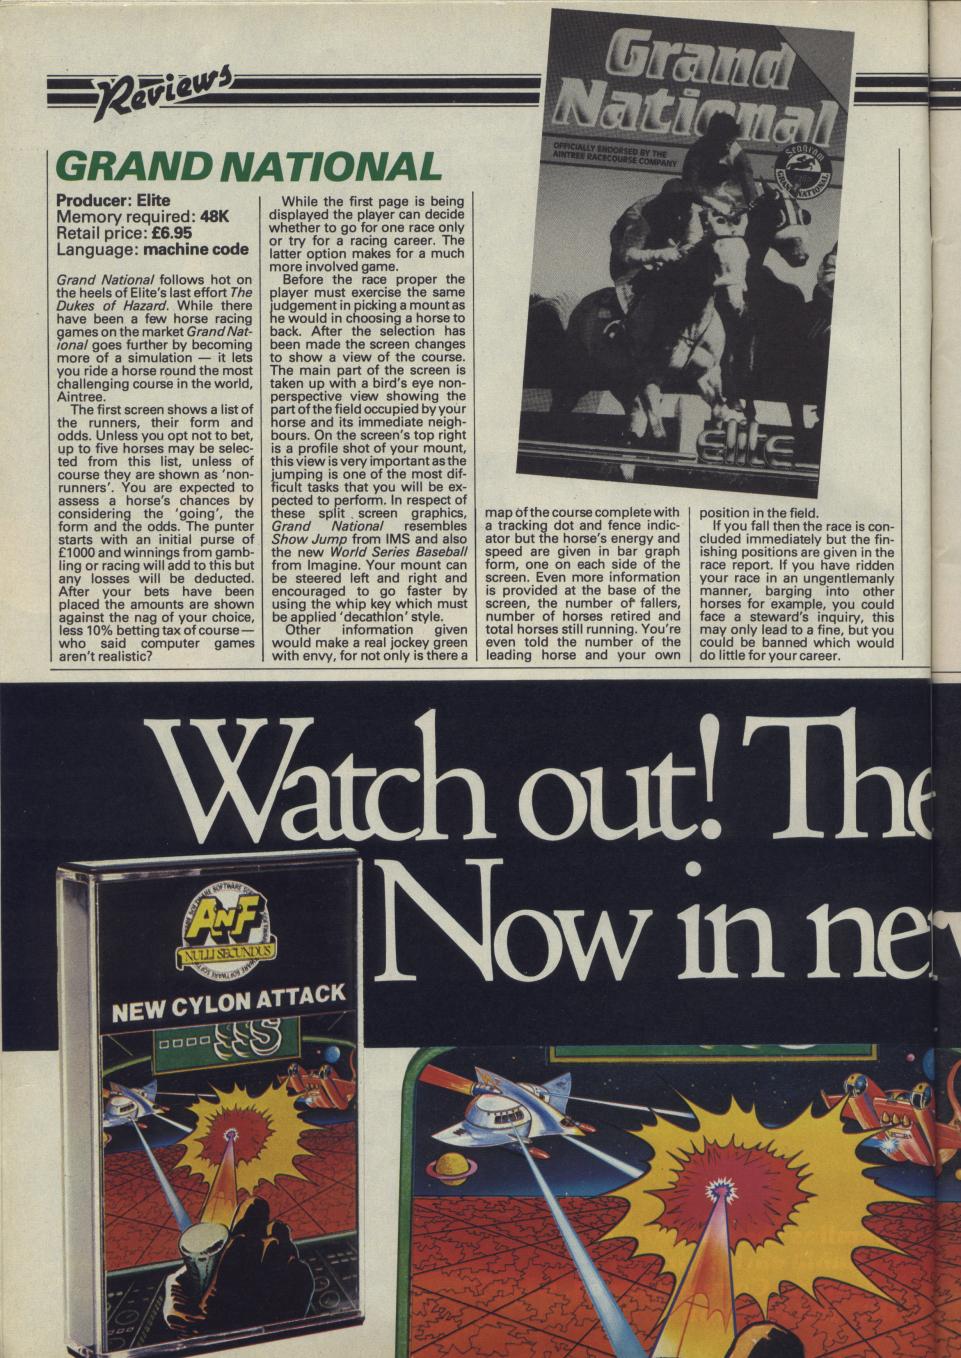 Reviews
Grand
National
OFFICIALLY ENDORSED BY THE
AINTREE RACECOURSE COMPANY
Seagram
GRAND NATIONAL
elite
GRAND NATIONAL
Producer: Elite
Memory required: 48K
Retail price: £6.95
Language: machine code
Grand National follows hot on
the heels of Elite's last effort The
Dukes of Hazard. While there
have been a few horse racing
games on the market Grand Nat-
ional goes further by becoming
more of a simulation — it lets
you ride a horse round the most
challenging course in the world,
Aintree.
The first screen shows a list of
the runners, their form and
odds. Unless you opt not to bet,
up to five horses may be selec-
ted from this list, unless of
course they are shown as 'non-
runners'. You are expected to
assess a horse's chances by
considering the 'going', the
form and the odds. The punter
starts with an initial purse of
£1000 and winnings from gamb-
ling or racing will add to this but
any losses will be deducted.
After your bets have been
placed the amounts are shown
against the nag of your choice,
less 10% betting tax of course —
who said computer games
aren't realistic?
While the first page is being
displayed the player can decide
whether to go for one race only
or try for a racing career. The
latter option makes for a much
more involved game.
Before the race proper the
player must exercise the same
judgement in picking a mount as
he would in choosing a horse to
back. After the selection has
been made the screen changes
to show a view of the course.
The main part of the screen is
taken up with a bird's eye non-
perspective view showing the
part of the field occupied by your
horse and its immediate neigh-
bours. On the screen's top right
is a profile shot of your mount,
this view is very important as the
jumping is one of the most dif-
ficult tasks that you will be ex-
pected to perform. In respect of
these split screen graphics,
Grand National resembles
Show Jump from IMS and also
the new World Series Baseball
from Imagine. Your mount can
be steered left and right and
encouraged to go faster by
using the whip key which must
be applied 'decathlon' style.
Other information given
would make a real jockey green
with envy, for not only is there a
map of the course complete with
a tracking dot and fence indic-
ator but the horse's energy and
speed are given in bar graph
form, one on each side of the
screen. Even more information
is provided at the base of the
screen, the number of fallers,
number of horses retired and
total horses still running. You're
even told the number of the
leading horse and your own
position in the field.
If you fall then the race is con-
cluded immediately but the fin-
ishing positions are given in the
race report. If you have ridden
your race in an ungentlemanly
manner, barging into other
horses for example, you could
face a steward's inquiry, this
may only lead to a fine, but you
could be banned which would
do little for your career.
Watch out! The
Now in new
A'n'F
NULLI SECUNDUS
NEW CYLON ATTACK